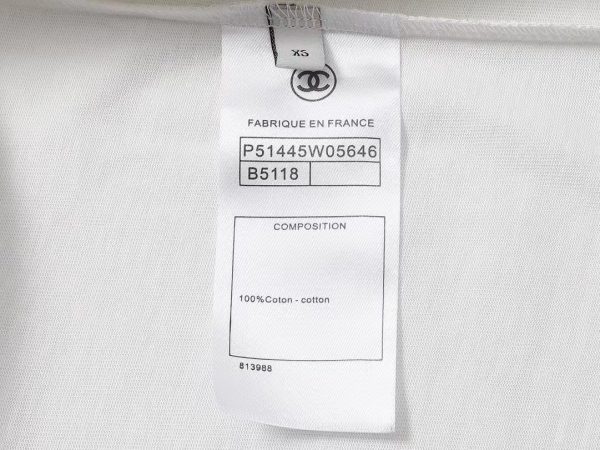 XS
FABRIQUE EN FRANCE
P51445W05646
B5118
COMPOSITION
100%Coton - cotton
813988